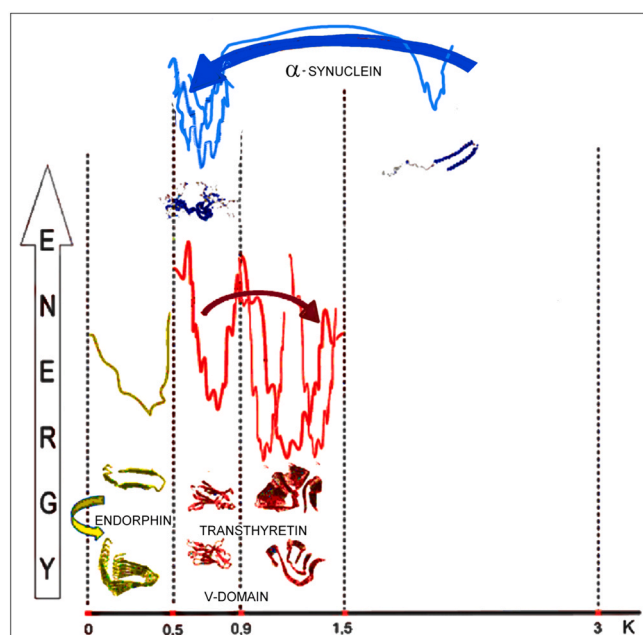 α-SYNUCLEIN
E
N
E
R
G
Y
ENDORPHIN
TRANSTHYRETIN
V-DOMAIN
0 0.5 0.9 1,5 3 K